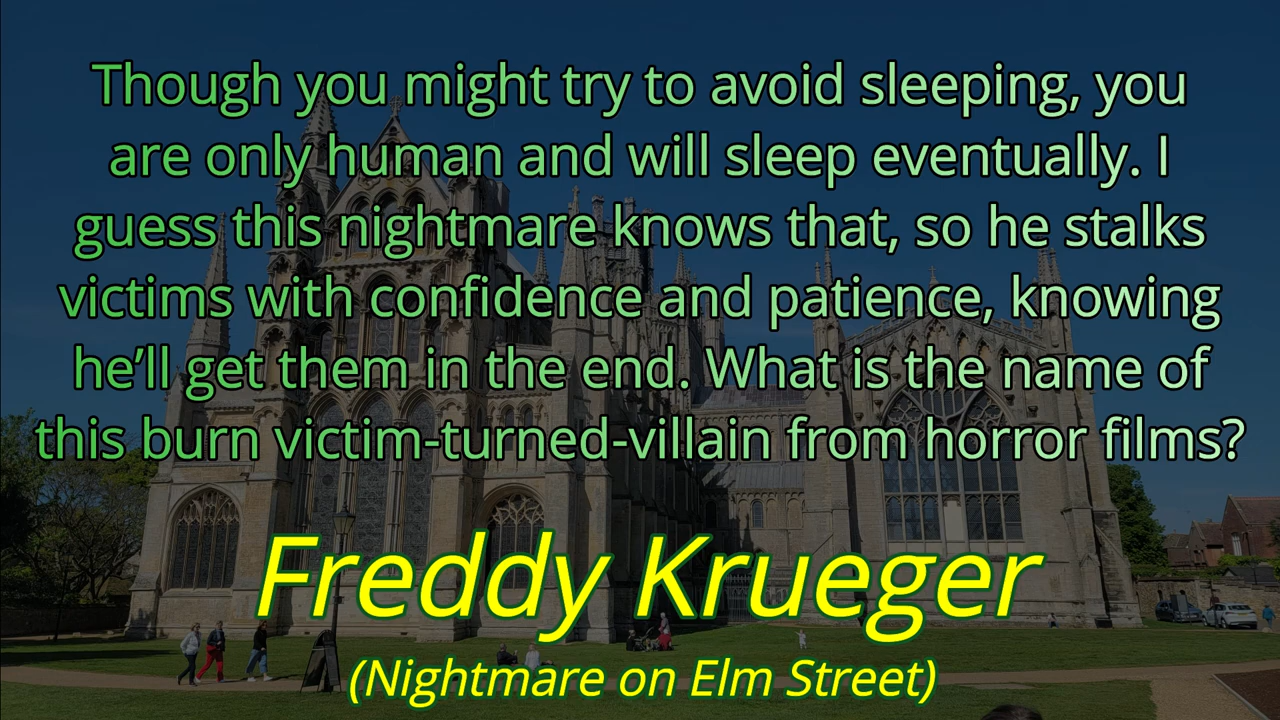 Though you might try to avoid sleeping, you
are only human and will sleep eventually. I
guess this nightmare knows that, so he stalks
victims with confidence and patience, knowing
he’ll get them in the end. What is the name of
this burn victim-turned-villain from horror films?
Freddy Krueger
(Nightmare on Elm Street)